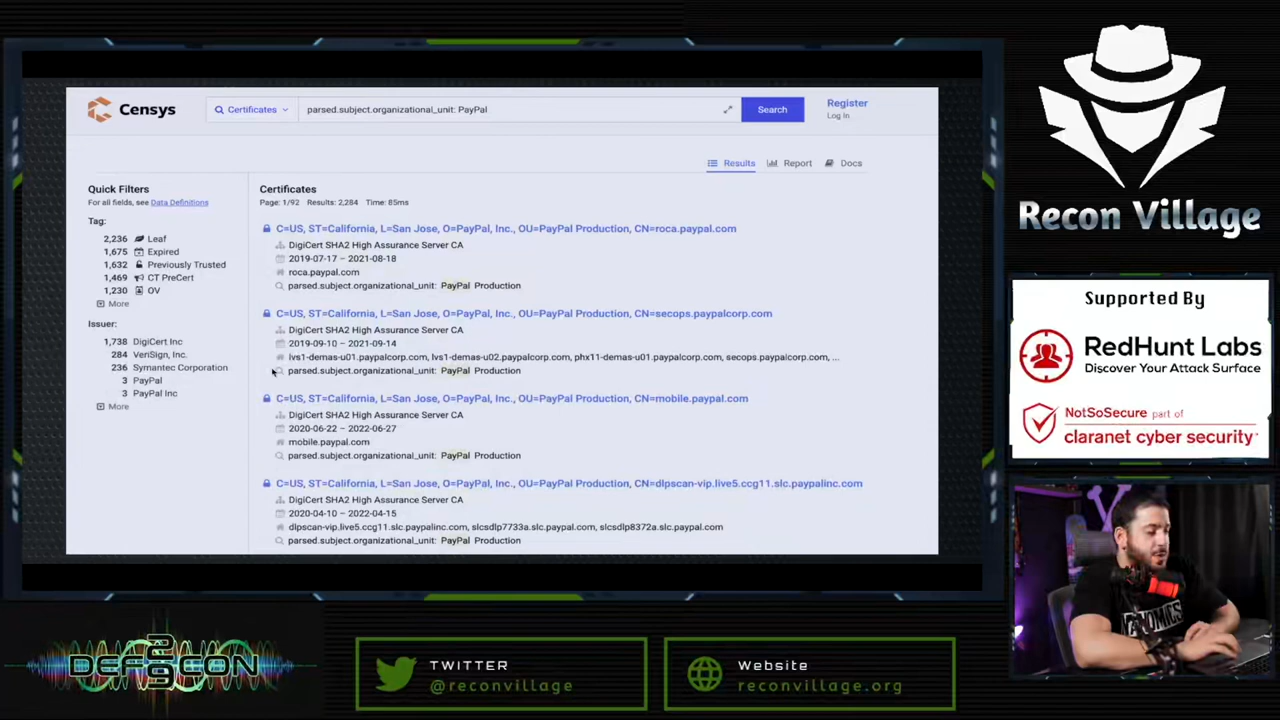 Censys
Certificates
parsed.subject.organizational_unit: PayPal
Search
Register
Log In
Results
Report
Docs
Quick Filters
For all fields, see Data Definitions
Tag:
2,236 Leaf
1,675 Expired
1,632 Previously Trusted
1,469 CT PreCert
1,230 OV
More
Issuer:
1,738 DigiCert Inc
284 VeriSign, Inc.
236 Symantec Corporation
3 PayPal
3 PayPal Inc
More
Certificates
Page: 1/92 Results: 2,284 Time: 85ms
C=US, ST=California, L=San Jose, O=PayPal, Inc., OU=PayPal Production, CN=roca.paypal.com
DigiCert SHA2 High Assurance Server CA
2019-07-17 – 2021-08-18
roca.paypal.com
parsed.subject.organizational_unit: PayPal Production
C=US, ST=California, L=San Jose, O=PayPal, Inc., OU=PayPal Production, CN=secops.paypalcorp.com
DigiCert SHA2 High Assurance Server CA
2019-09-10 – 2021-09-14
lvs1-demas-u01.paypalcorp.com, lvs1-demas-u02.paypalcorp.com, phx11-demas-u01.paypalcorp.com, secops.paypalcorp.com, ...
parsed.subject.organizational_unit: PayPal Production
C=US, ST=California, L=San Jose, O=PayPal, Inc., OU=PayPal Production, CN=mobile.paypal.com
DigiCert SHA2 High Assurance Server CA
2020-06-22 – 2022-06-27
mobile.paypal.com
parsed.subject.organizational_unit: PayPal Production
C=US, ST=California, L=San Jose, O=PayPal, Inc., OU=PayPal Production, CN=dlpscan-vip.live5.ccg11.slc.paypalinc.com
DigiCert SHA2 High Assurance Server CA
2020-04-10 – 2022-04-15
dlpscan-vip.live5.ccg11.slc.paypalinc.com, slcsdlp7733a.slc.paypal.com, slcsdlp8372a.slc.paypal.com
parsed.subject.organizational_unit: PayPal Production
Recon Village
Supported By
RedHunt Labs
Discover Your Attack Surface
NotSoSecure part of
claranet cyber security
DEF CON
29
TWITTER
@reconvillage
Website
reconvillage.org